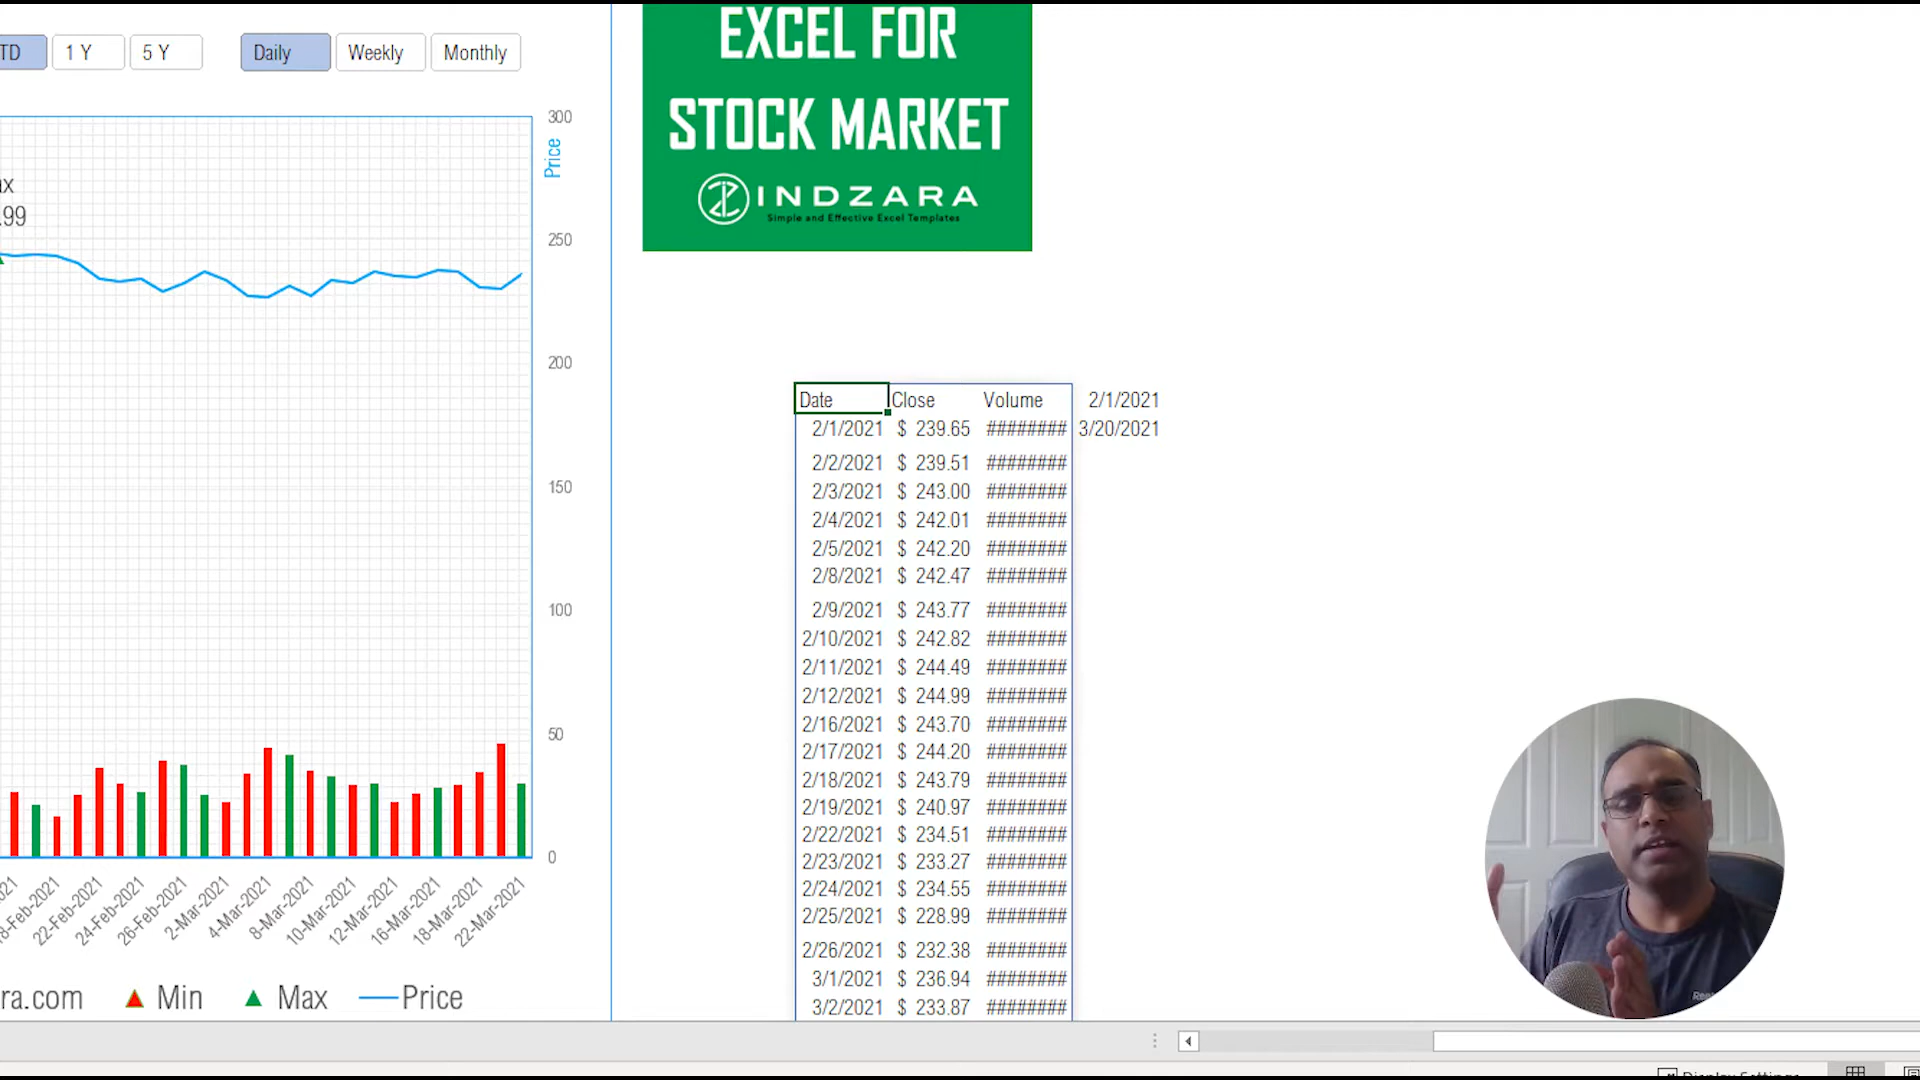 TD
1 Y
5 Y
Daily
Weekly
Monthly
ax
.99
300
250
200
150
100
50
0
Price
2021
18-Feb-2021
22-Feb-2021
24-Feb-2021
26-Feb-2021
2-Mar-2021
4-Mar-2021
8-Mar-2021
10-Mar-2021
12-Mar-2021
16-Mar-2021
18-Mar-2021
22-Mar-2021
ra.com
Min
Max
Price
EXCEL FOR
STOCK MARKET
INDZARA
Simple and Effective Excel Templates
Date Close Volume 2/1/2021
2/1/2021 $ 239.65 ######## 3/20/2021
2/2/2021 $ 239.51 ########
2/3/2021 $ 243.00 ########
2/4/2021 $ 242.01 ########
2/5/2021 $ 242.20 ########
2/8/2021 $ 242.47 ########
2/9/2021 $ 243.77 ########
2/10/2021 $ 242.82 ########
2/11/2021 $ 244.49 ########
2/12/2021 $ 244.99 ########
2/16/2021 $ 243.70 ########
2/17/2021 $ 244.20 ########
2/18/2021 $ 243.79 ########
2/19/2021 $ 240.97 ########
2/22/2021 $ 234.51 ########
2/23/2021 $ 233.27 ########
2/24/2021 $ 234.55 ########
2/25/2021 $ 228.99 ########
2/26/2021 $ 232.38 ########
3/1/2021 $ 236.94 ########
3/2/2021 $ 233.87 ########
Display Settings